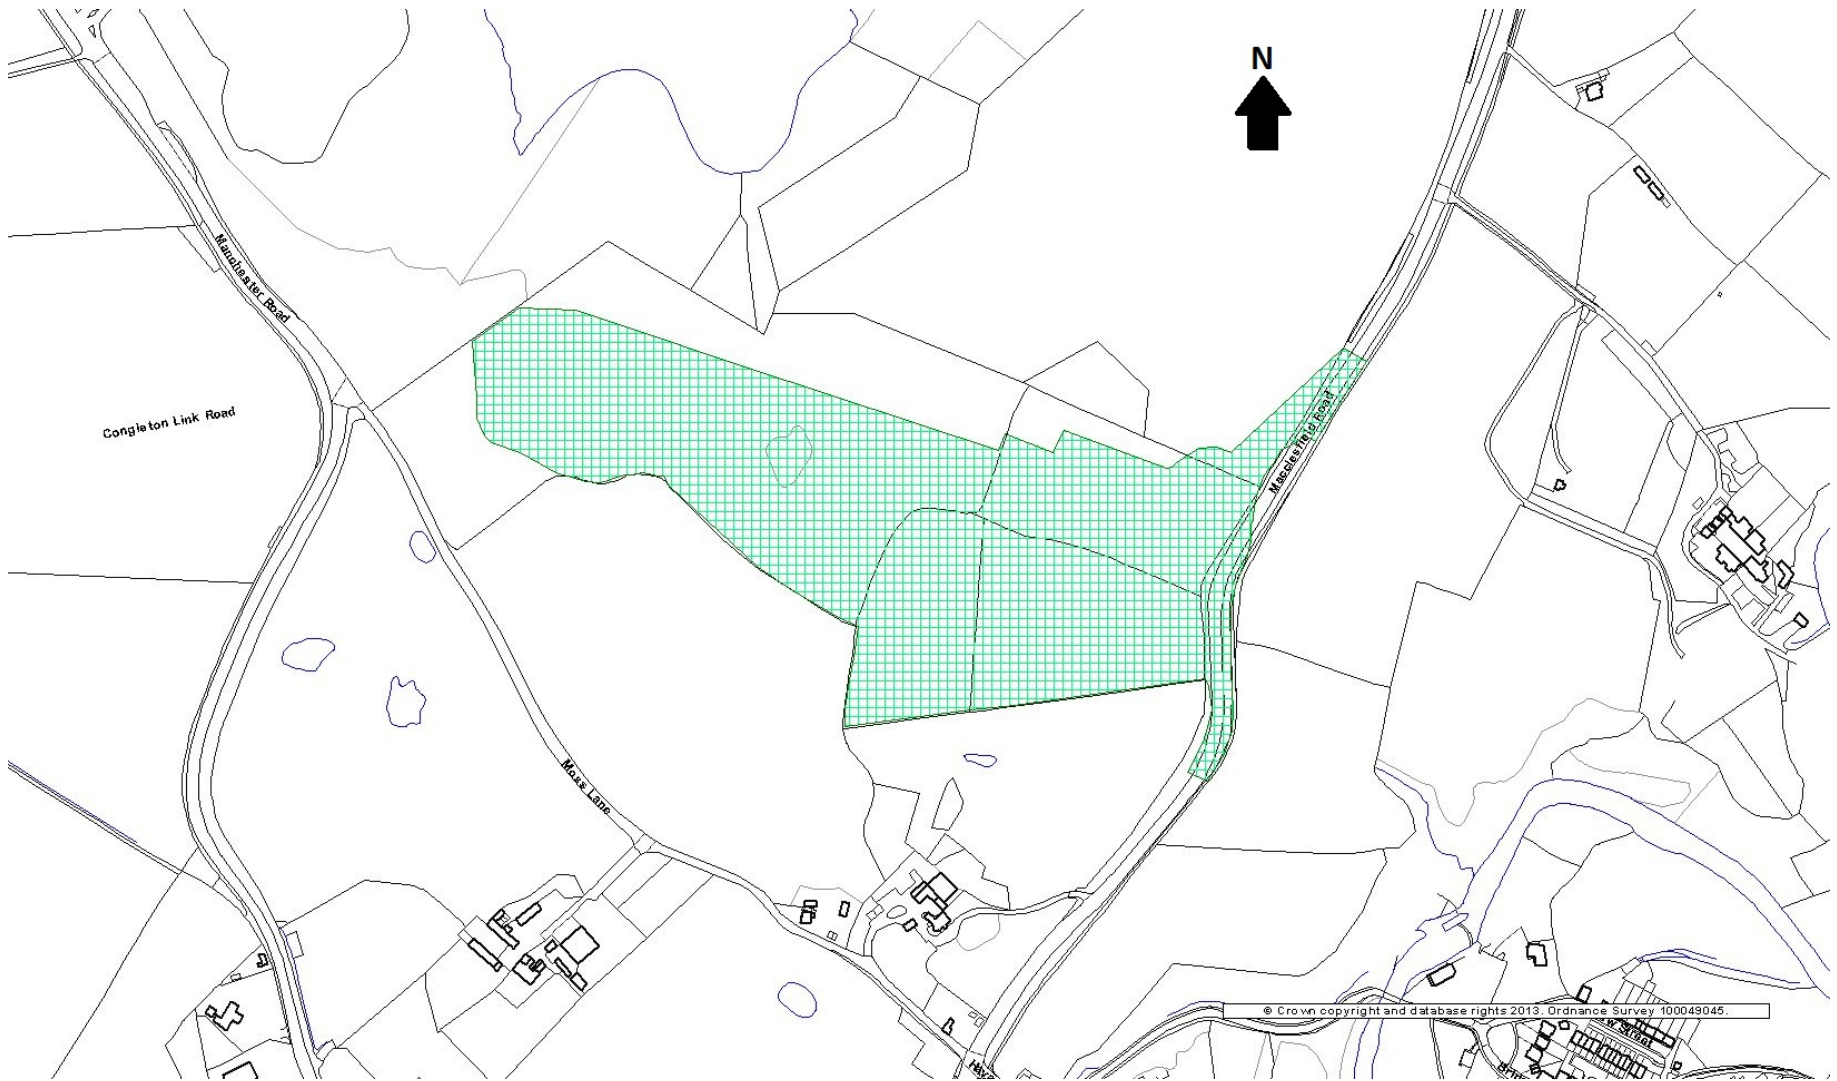 N
Manchester Road
Congleton Link Road
Macclesfield Road
Moss Lane
© Crown copyright and database rights 2013. Ordnance Survey 100049045.